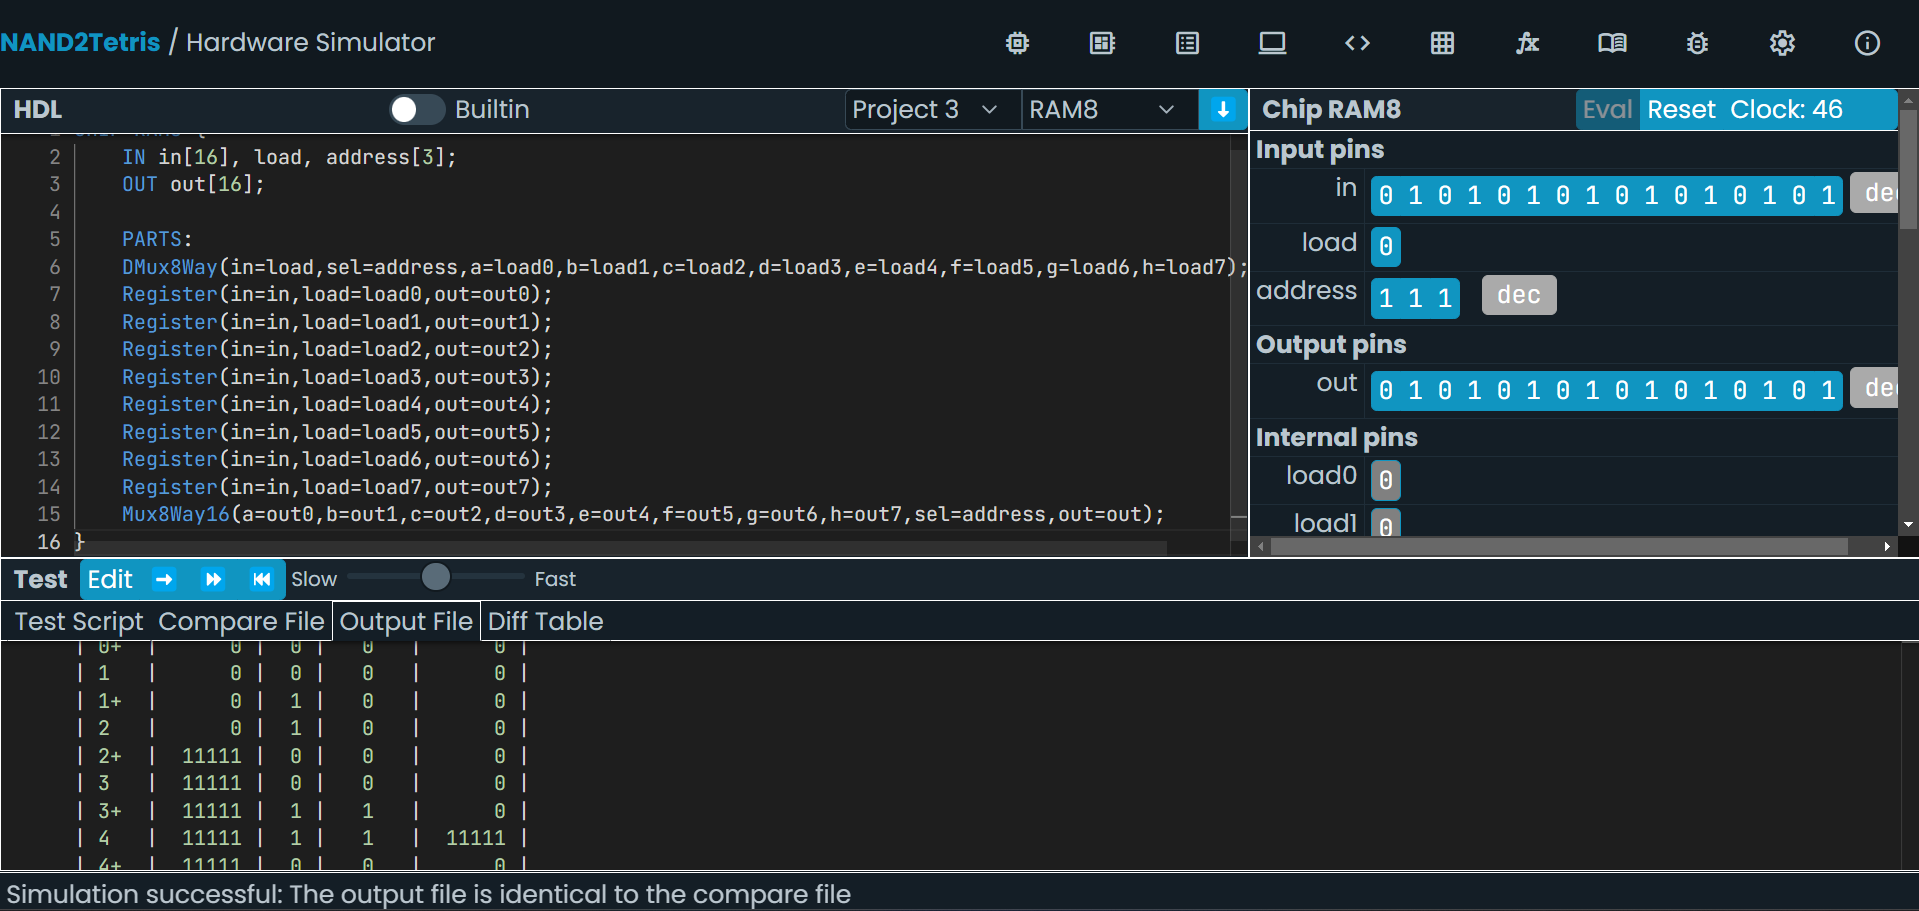 NAND2Tetris / Hardware Simulator
HDL Builtin Project 3 RAM8
2 IN in[16], load, address[3];
3 OUT out[16];
4
5 PARTS:
6 DMux8Way(in=load,sel=address,a=load0,b=load1,c=load2,d=load3,e=load4,f=load5,g=load6,h=load7);
7 Register(in=in,load=load0,out=out0);
8 Register(in=in,load=load1,out=out1);
9 Register(in=in,load=load2,out=out2);
10 Register(in=in,load=load3,out=out3);
11 Register(in=in,load=load4,out=out4);
12 Register(in=in,load=load5,out=out5);
13 Register(in=in,load=load6,out=out6);
14 Register(in=in,load=load7,out=out7);
15 Mux8Way16(a=out0,b=out1,c=out2,d=out3,e=out4,f=out5,g=out6,h=out7,sel=address,out=out);
16 }
Chip RAM8 Eval Reset Clock: 46
Input pins
in 0 1 0 1 0 1 0 1 0 1 0 1 0 1 0 1 dec
load 0
address 1 1 1 dec
Output pins
out 0 1 0 1 0 1 0 1 0 1 0 1 0 1 0 1 dec
Internal pins
load0 0
load1 0
Test Edit Slow Fast
Test Script Compare File Output File Diff Table
| 0+ | 0 | 0 | 0 | 0 |
| 1 | 0 | 0 | 0 | 0 |
| 1+ | 0 | 1 | 0 | 0 |
| 2 | 0 | 1 | 0 | 0 |
| 2+ | 11111 | 0 | 0 | 0 |
| 3 | 11111 | 0 | 0 | 0 |
| 3+ | 11111 | 1 | 1 | 0 |
| 4 | 11111 | 1 | 1 | 11111 |
| 4+ | 11111 | 0 | 0 | 0 |
Simulation successful: The output file is identical to the compare file